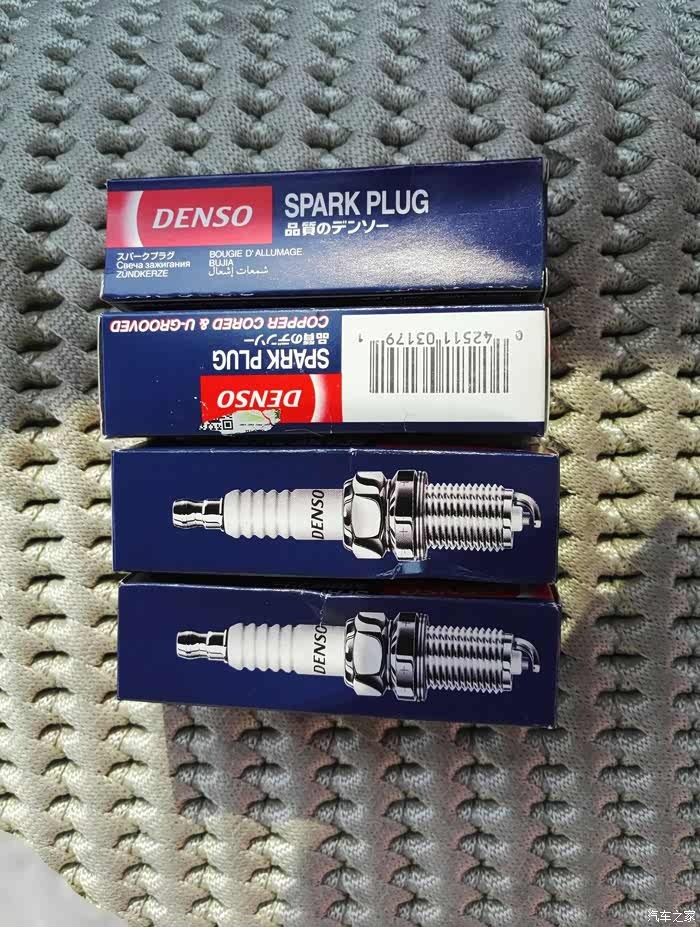 DENSO
SPARK PLUG
品質のデンソー
スパークプラグ
Свеча зажигания
ZÜNDKERZE
BOUGIE D'ALLUMAGE
BUJIA
شمعات إشعال
COPPER CORED & U-GROOVED
品質のデンソー
SPARK PLUG
DENSO
0 42511 03179 1
DENSO
DENSO
汽车之家